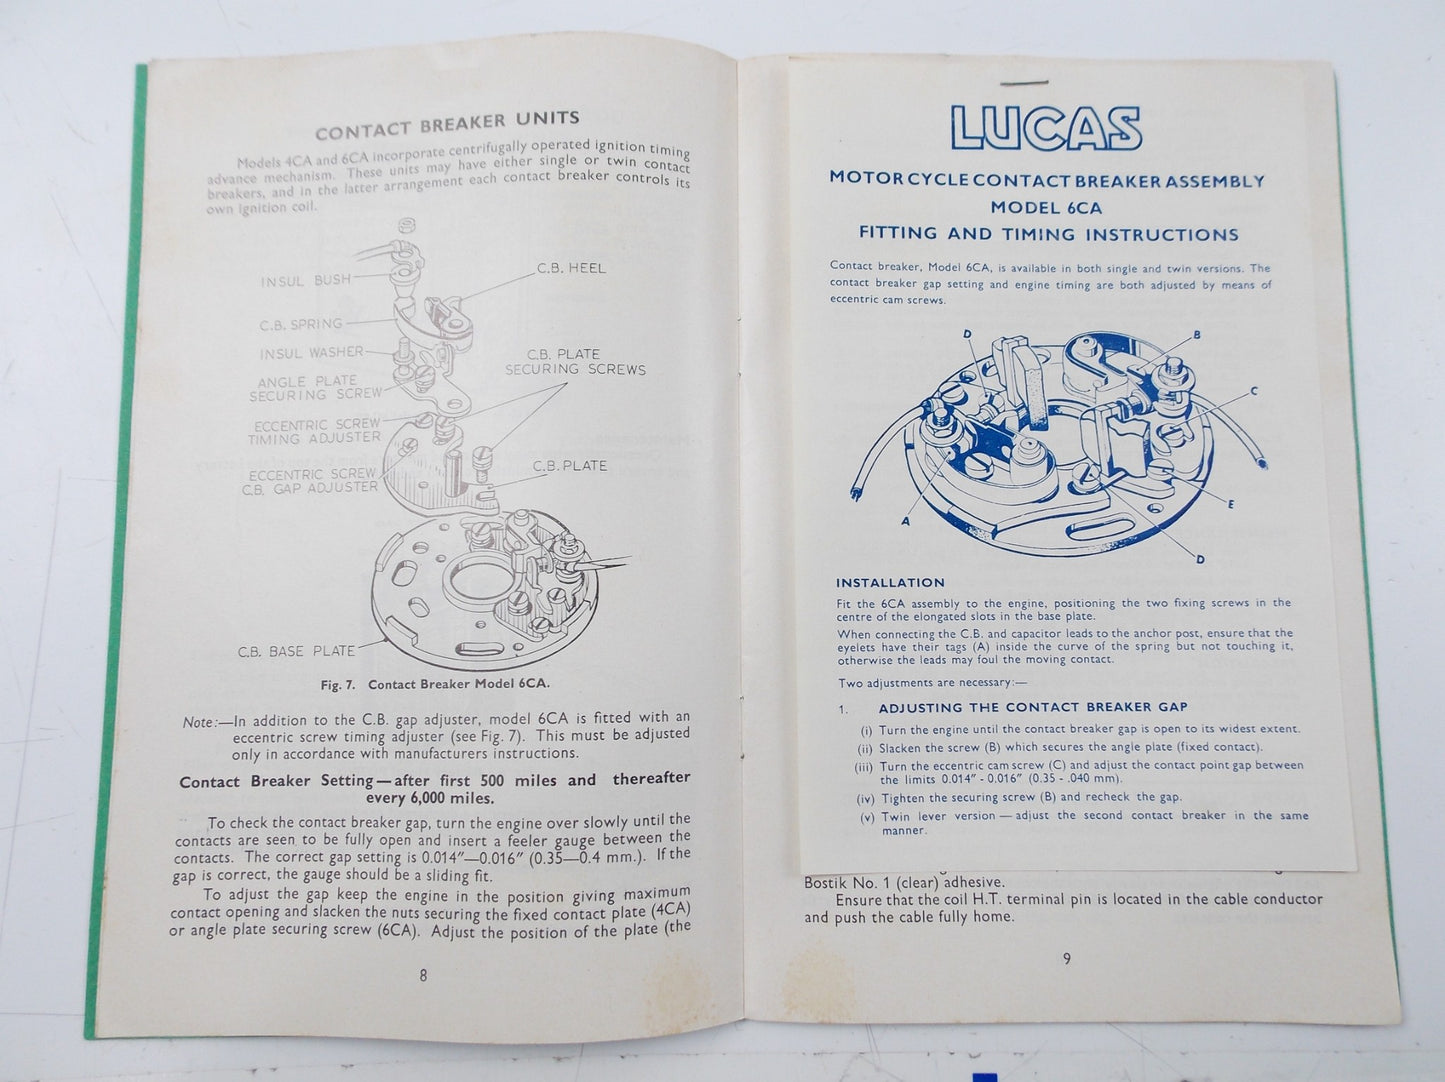 CONTACT BREAKER UNITS
Models 4CA and 6CA incorporate centrifugally operated ignition timing
advance mechanism. These units may have either single or twin contact
breakers, and in the latter arrangement each contact breaker controls its
own ignition coil.
INSUL BUSH
C.B. HEEL
C.B. SPRING
INSUL WASHER
C.B. PLATE
SECURING SCREWS
ANGLE PLATE
SECURING SCREW
ECCENTRIC SCREW
TIMING ADJUSTER
ECCENTRIC SCREW
C.B. GAP ADJUSTER
C.B. PLATE
C.B. BASE PLATE
Fig. 7. Contact Breaker Model 6CA.
Note:—In addition to the C.B. gap adjuster, model 6CA is fitted with an
eccentric screw timing adjuster (see Fig. 7). This must be adjusted
only in accordance with manufacturers instructions.
Contact Breaker Setting—after first 500 miles and thereafter
every 6,000 miles.
To check the contact breaker gap, turn the engine over slowly until the
contacts are seen to be fully open and insert a feeler gauge between the
contacts. The correct gap setting is 0.014"—0.016" (0.35—0.4 mm.). If the
gap is correct, the gauge should be a sliding fit.
To adjust the gap keep the engine in the position giving maximum
contact opening and slacken the nuts securing the fixed contact plate (4CA)
or angle plate securing screw (6CA). Adjust the position of the plate (the
8
LUCAS
MOTOR CYCLE CONTACT BREAKER ASSEMBLY
MODEL 6CA
FITTING AND TIMING INSTRUCTIONS
Contact breaker, Model 6CA, is available in both single and twin versions. The
contact breaker gap setting and engine timing are both adjusted by means of
eccentric cam screws.
D
B
C
A
E
D
INSTALLATION
Fit the 6CA assembly to the engine, positioning the two fixing screws in the
centre of the elongated slots in the base plate.
When connecting the C.B. and capacitor leads to the anchor post, ensure that the
eyelets have their tags (A) inside the curve of the spring but not touching it,
otherwise the leads may foul the moving contact.
Two adjustments are necessary:—
1. ADJUSTING THE CONTACT BREAKER GAP
(i) Turn the engine until the contact breaker gap is open to its widest extent.
(ii) Slacken the screw (B) which secures the angle plate (fixed contact).
(iii) Turn the eccentric cam screw (C) and adjust the contact point gap between
the limits 0.014" - 0.016" (0.35 - .040 mm).
(iv) Tighten the securing screw (B) and recheck the gap.
(v) Twin lever version — adjust the second contact breaker in the same
manner.
Bostik No. 1 (clear) adhesive.
Ensure that the coil H.T. terminal pin is located in the cable conductor
and push the cable fully home.
9